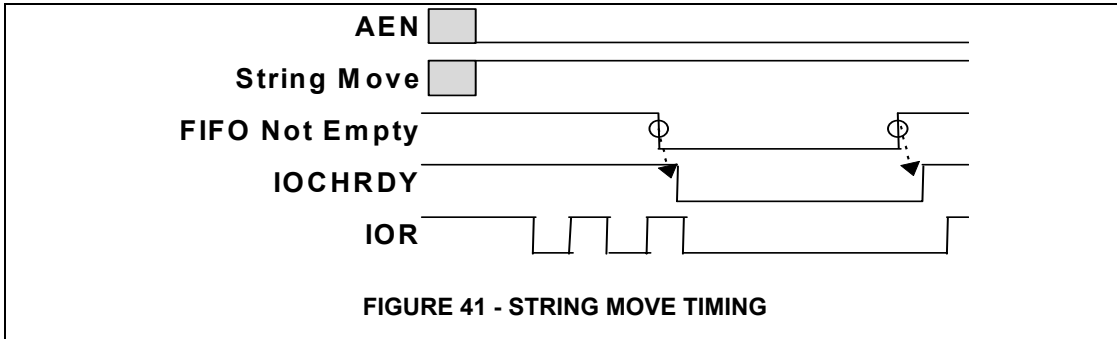 AEN
String Move
FIFO Not Empty
IOCHRDY
IOR
FIGURE 41 - STRING MOVE TIMING